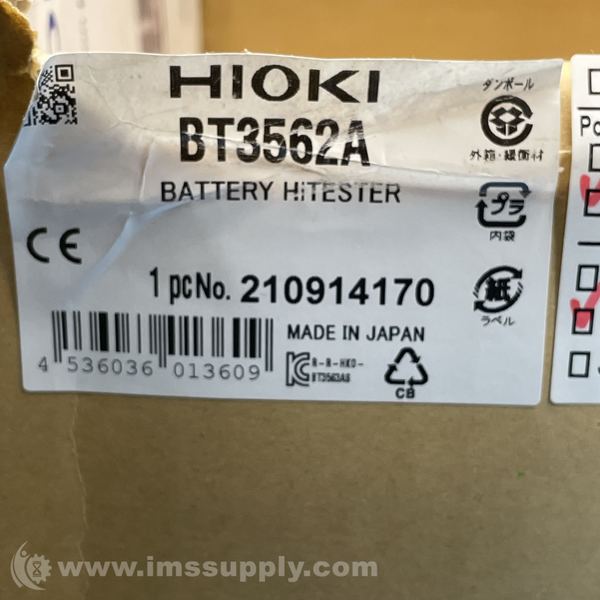 HIOKI
BT3562A
BATTERY HiTESTER
CE
1 pc No. 210914170
MADE IN JAPAN
4 536036 013609
R-R-HKO-
BT3563AS
CB
ダンボール
外箱・緩衝材
プラ
内袋
紙
ラベル
Pc
www.imssupply.com